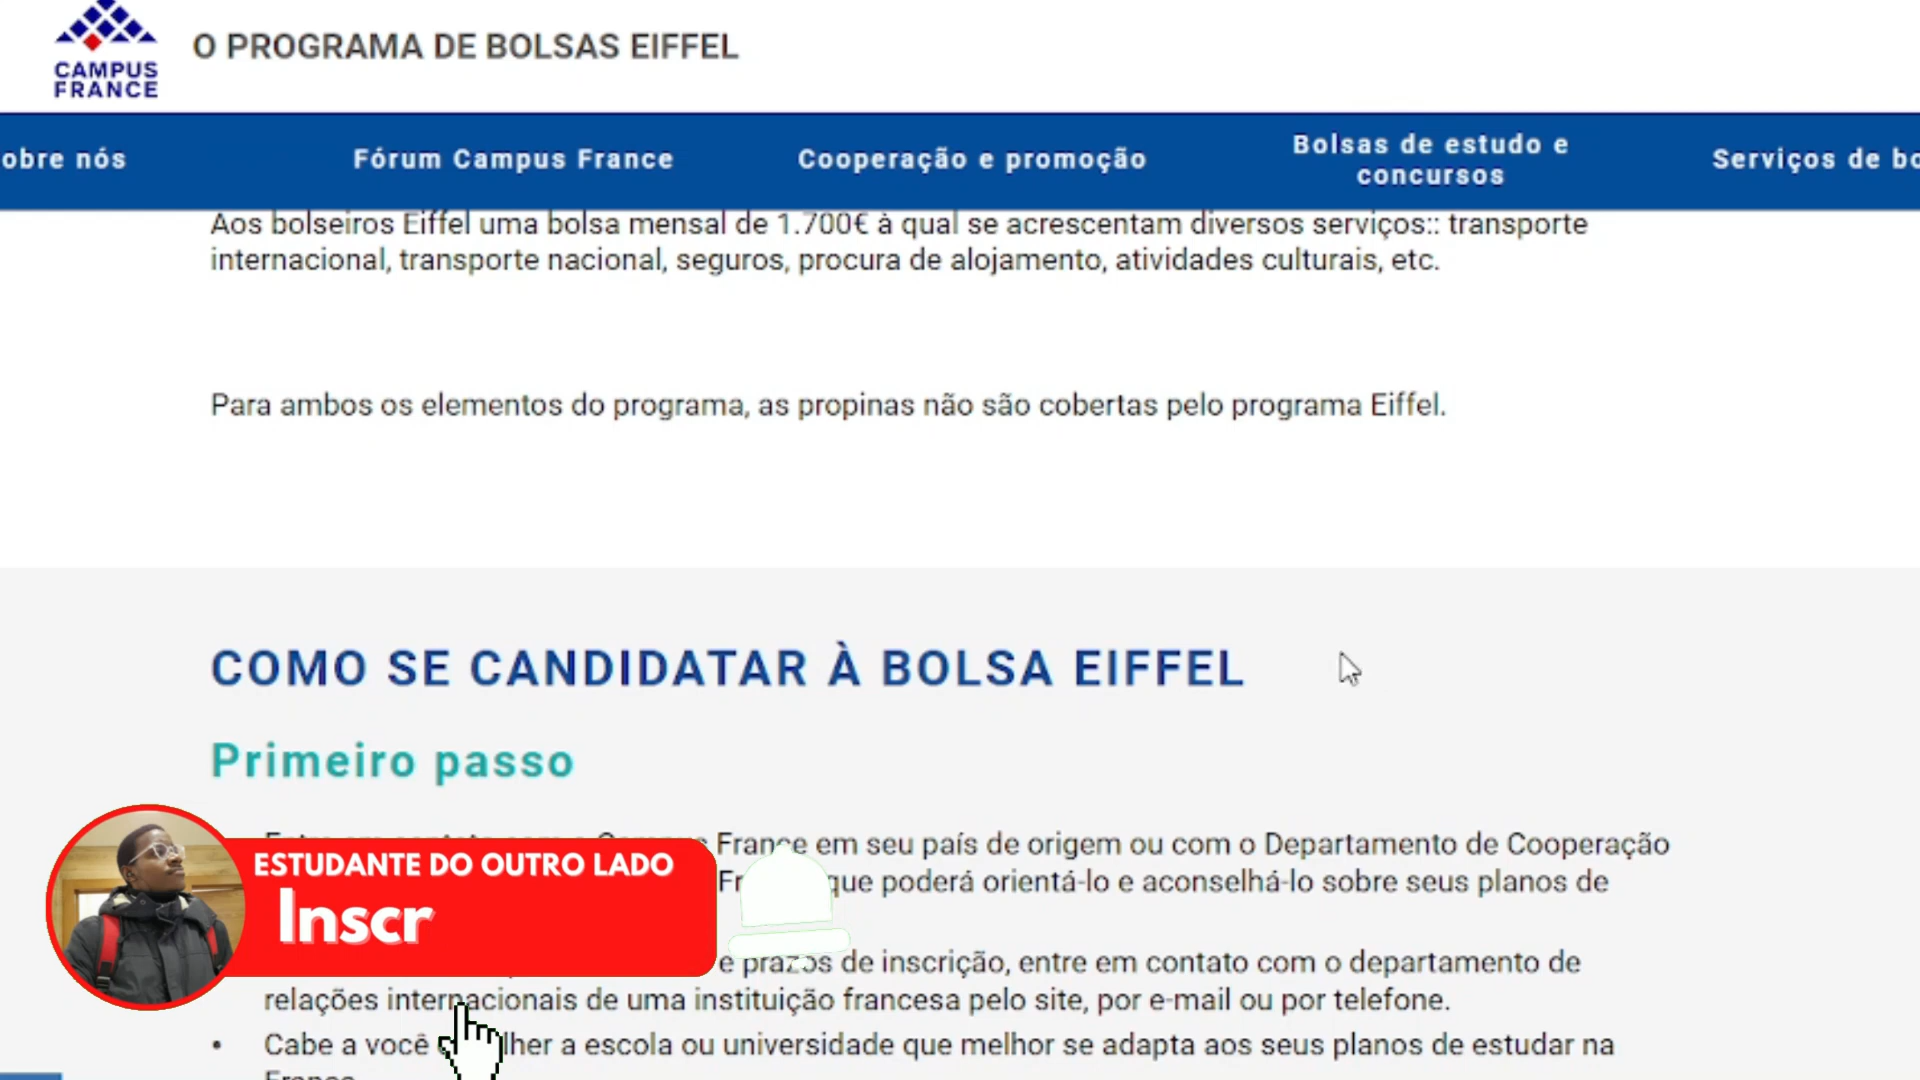 CAMPUS
FRANCE
O PROGRAMA DE BOLSAS EIFFEL
obre nós
Fórum Campus France
Cooperação e promoção
Bolsas de estudo e
concursos
Serviços de bo
Aos bolseiros Eiffel uma bolsa mensal de 1.700€ à qual se acrescentam diversos serviços:: transporte
internacional, transporte nacional, seguros, procura de alojamento, atividades culturais, etc.
Para ambos os elementos do programa, as propinas não são cobertas pelo programa Eiffel.
COMO SE CANDIDATAR À BOLSA EIFFEL
Primeiro passo
France em seu país de origem ou com o Departamento de Cooperação
que poderá orientá-lo e aconselhá-lo sobre seus planos de
ESTUDANTE DO OUTRO LADO
Inscr
e prazos de inscrição, entre em contato com o departamento de
relações internacionais de uma instituição francesa pelo site, por e-mail ou por telefone.
• Cabe a você lher a escola ou universidade que melhor se adapta aos seus planos de estudar na